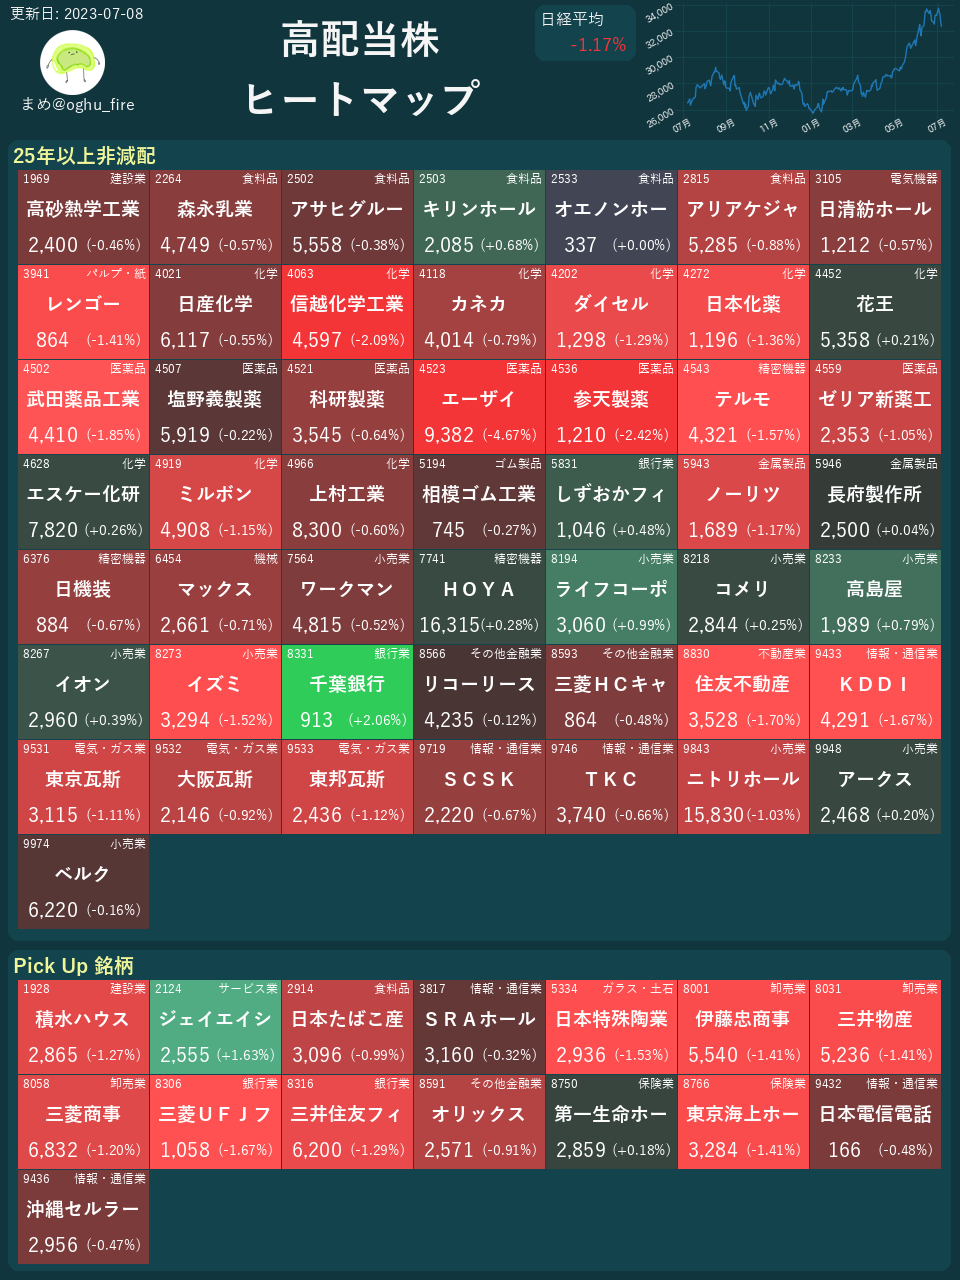 更新日: 2023-07-08
まめ@oghu_fire
高配当株
ヒートマップ
日経平均
-1.17%
34,000
32,000
30,000
28,000
26,000
07月 09月 11月 01月 03月 05月 07月
25年以上非減配
1969 建設業 2264 食料品 2502 食料品 2503 食料品 2533 食料品 2815 食料品 3105 電気機器
高砂熱学工業 森永乳業 アサヒグルー キリンホール オエノンホー アリアケジャ 日清紡ホール
2,400 (-0.46%) 4,749 (-0.57%) 5,558 (-0.38%) 2,085 (+0.68%) 337 (+0.00%) 5,285 (-0.88%) 1,212 (-0.57%)
3941 パルプ・紙 4021 化学 4063 化学 4118 化学 4202 化学 4272 化学 4452 化学
レンゴー 日産化学 信越化学工業 カネカ ダイセル 日本化薬 花王
864 (-1.41%) 6,117 (-0.55%) 4,597 (-2.09%) 4,014 (-0.79%) 1,298 (-1.29%) 1,196 (-1.36%) 5,358 (+0.21%)
4502 医薬品 4507 医薬品 4521 医薬品 4523 医薬品 4536 医薬品 4543 精密機器 4559 医薬品
武田薬品工業 塩野義製薬 科研製薬 エーザイ 参天製薬 テルモ ゼリア新薬工
4,410 (-1.85%) 5,919 (-0.22%) 3,545 (-0.64%) 9,382 (-4.67%) 1,210 (-2.42%) 4,321 (-1.57%) 2,353 (-1.05%)
4628 化学 4919 化学 4966 化学 5194 ゴム製品 5831 銀行業 5943 金属製品 5946 金属製品
エスケー化研 ミルボン 上村工業 相模ゴム工業 しずおかフィ ノーリツ 長府製作所
7,820 (+0.26%) 4,908 (-1.15%) 8,300 (-0.60%) 745 (-0.27%) 1,046 (+0.48%) 1,689 (-1.17%) 2,500 (+0.04%)
6376 精密機器 6454 機械 7564 小売業 7741 精密機器 8194 小売業 8218 小売業 8233 小売業
日機装 マックス ワークマン ＨＯＹＡ ライフコーポ コメリ 高島屋
884 (-0.67%) 2,661 (-0.71%) 4,815 (-0.52%) 16,315(+0.28%) 3,060 (+0.99%) 2,844 (+0.25%) 1,989 (+0.79%)
8267 小売業 8273 小売業 8331 銀行業 8566 その他金融業 8593 その他金融業 8830 不動産業 9433 情報・通信業
イオン イズミ 千葉銀行 リコーリース 三菱ＨＣキャ 住友不動産 ＫＤＤＩ
2,960 (+0.39%) 3,294 (-1.52%) 913 (+2.06%) 4,235 (-0.12%) 864 (-0.48%) 3,528 (-1.70%) 4,291 (-1.67%)
9531 電気・ガス業 9532 電気・ガス業 9533 電気・ガス業 9719 情報・通信業 9746 情報・通信業 9843 小売業 9948 小売業
東京瓦斯 大阪瓦斯 東邦瓦斯 ＳＣＳＫ ＴＫＣ ニトリホール アークス
3,115 (-1.11%) 2,146 (-0.92%) 2,436 (-1.12%) 2,220 (-0.67%) 3,740 (-0.66%) 15,830(-1.03%) 2,468 (+0.20%)
9974 小売業
ベルク
6,220 (-0.16%)
Pick Up 銘柄
1928 建設業 2124 サービス業 2914 食料品 3817 情報・通信業 5334 ガラス・土石 8001 卸売業 8031 卸売業
積水ハウス ジェイエイシ 日本たばこ産 ＳＲＡホール 日本特殊陶業 伊藤忠商事 三井物産
2,865 (-1.27%) 2,555 (+1.63%) 3,096 (-0.99%) 3,160 (-0.32%) 2,936 (-1.53%) 5,540 (-1.41%) 5,236 (-1.41%)
8058 卸売業 8306 銀行業 8316 銀行業 8591 その他金融業 8750 保険業 8766 保険業 9432 情報・通信業
三菱商事 三菱ＵＦＪフ 三井住友フィ オリックス 第一生命ホー 東京海上ホー 日本電信電話
6,832 (-1.20%) 1,058 (-1.67%) 6,200 (-1.29%) 2,571 (-0.91%) 2,859 (+0.18%) 3,284 (-1.41%) 166 (-0.48%)
9436 情報・通信業
沖縄セルラー
2,956 (-0.47%)